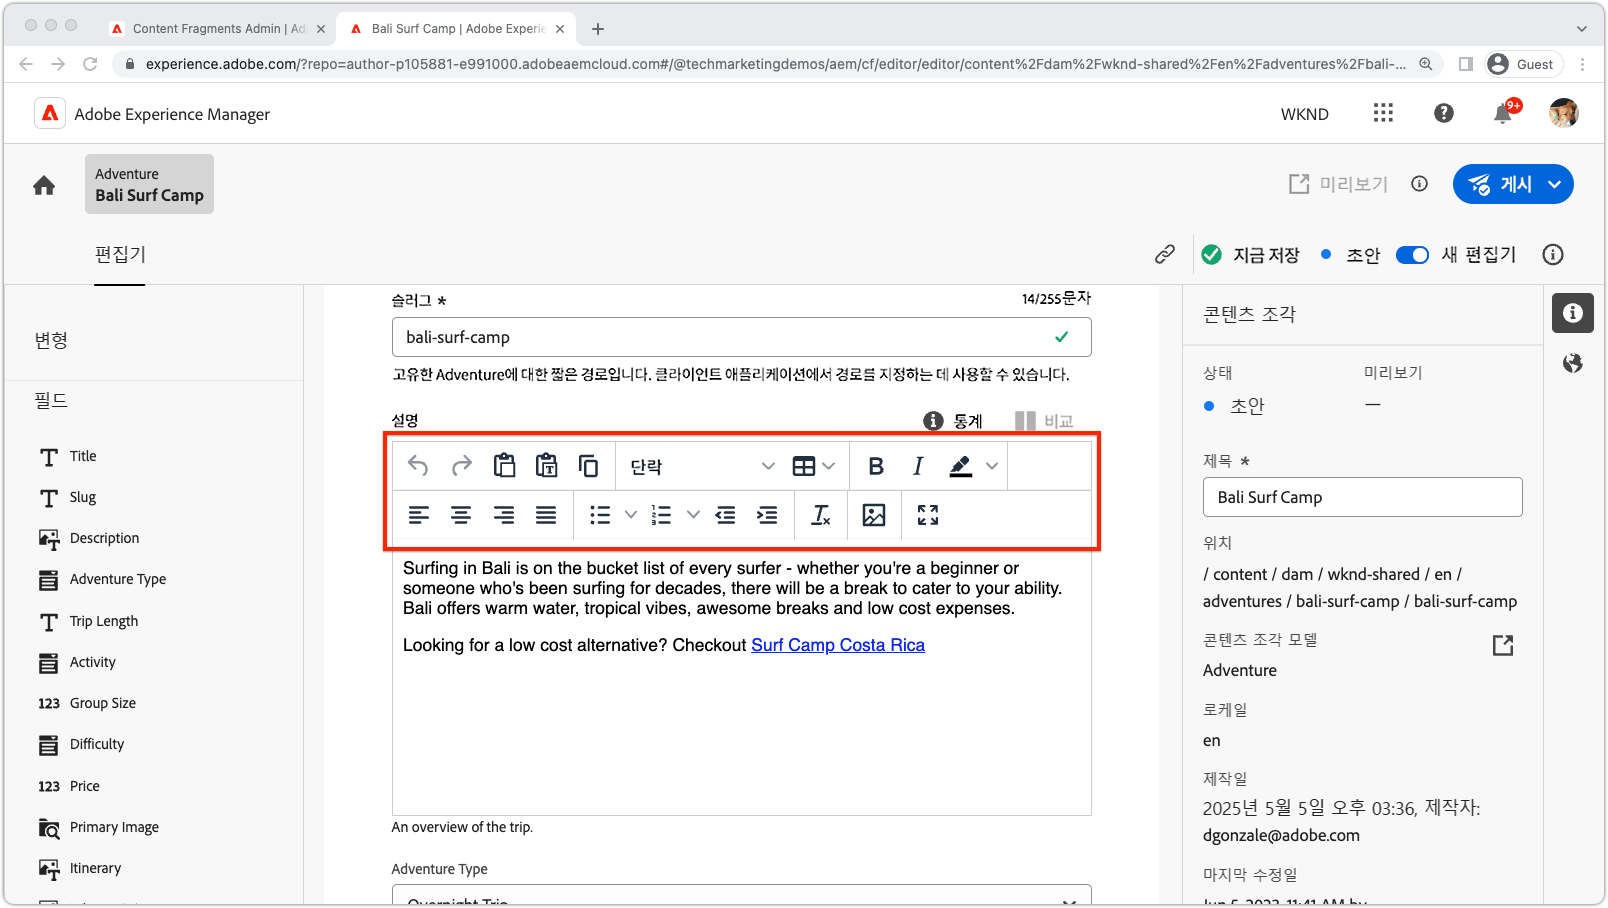 Content Fragments Admin | Ad
Bali Surf Camp | Adobe Experie
experience.adobe.com/?repo=author-p105881-e991000.adobeaemcloud.com#/@techmarketingdemos/aem/cf/editor/editor/content%2Fdam%2Fwknd-shared%2Fen%2Fadventures%2Fbali-...
Guest
Adobe Experience Manager
WKND
9+
Adventure
Bali Surf Camp
미리보기
게시
편집기
지금 저장
초안
새 편집기
변형
필드
Title
Slug
Description
Adventure Type
Trip Length
Activity
123 Group Size
Difficulty
123 Price
Primary Image
Itinerary
슬러그 *
14/255문자
bali-surf-camp
고유한 Adventure에 대한 짧은 경로입니다. 클라이언트 애플리케이션에서 경로를 지정하는 데 사용할 수 있습니다.
설명
통계
비교
단락
B I
Surfing in Bali is on the bucket list of every surfer - whether you're a beginner or
someone who's been surfing for decades, there will be a break to cater to your ability.
Bali offers warm water, tropical vibes, awesome breaks and low cost expenses.
Looking for a low cost alternative? Checkout Surf Camp Costa Rica
An overview of the trip.
Adventure Type
Overnight Trip
콘텐츠 조각
상태
미리보기
초안
—
제목 *
Bali Surf Camp
위치
/ content / dam / wknd-shared / en /
adventures / bali-surf-camp / bali-surf-camp
콘텐츠 조각 모델
Adventure
로케일
en
제작일
2025년 5월 5일 오후 03:36, 제작자:
dgonzale@adobe.com
마지막 수정일
Jun 5, 2023, 11:41 AM by